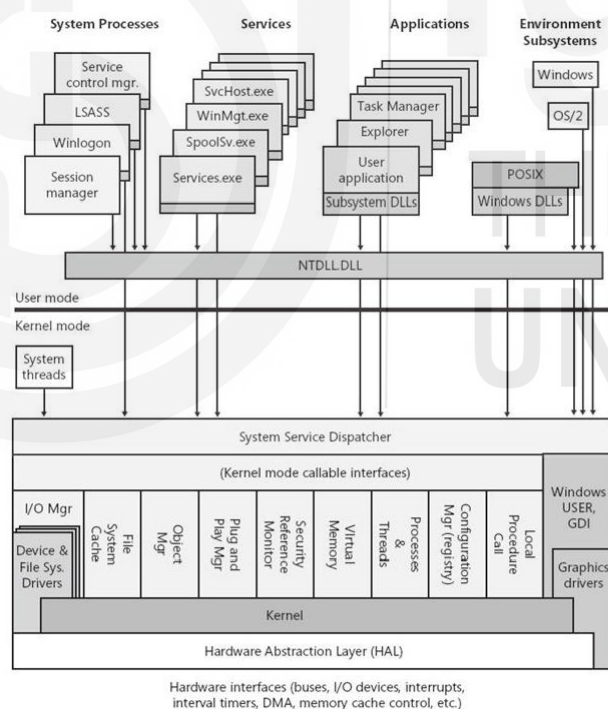 System Processes
Services
Applications
Environment
Subsystems
Service
control mgr.
LSASS
Winlogon
Session
manager
SvcHost.exe
WinMgt.exe
SpoolSv.exe
Services.exe
Task Manager
Explorer
User
application
Subsystem DLLs
Windows
OS/2
POSIX
Windows DLLs
NTDLL.DLL
User mode
Kernel mode
System
threads
System Service Dispatcher
(Kernel mode callable interfaces)
I/O Mgr
Device &
File Sys.
Drivers
File
System
Cache
Object
Mgr
Plug and
Play Mgr
Security
Reference
Monitor
Virtual
Memory
Processes
&
Threads
Configuration
Mgr (registry)
Local
Procedure
Call
Windows
USER,
GDI
Graphics
drivers
Kernel
Hardware Abstraction Layer (HAL)
Hardware interfaces (buses, I/O devices, interrupts,
interval timers, DMA, memory cache control, etc.)